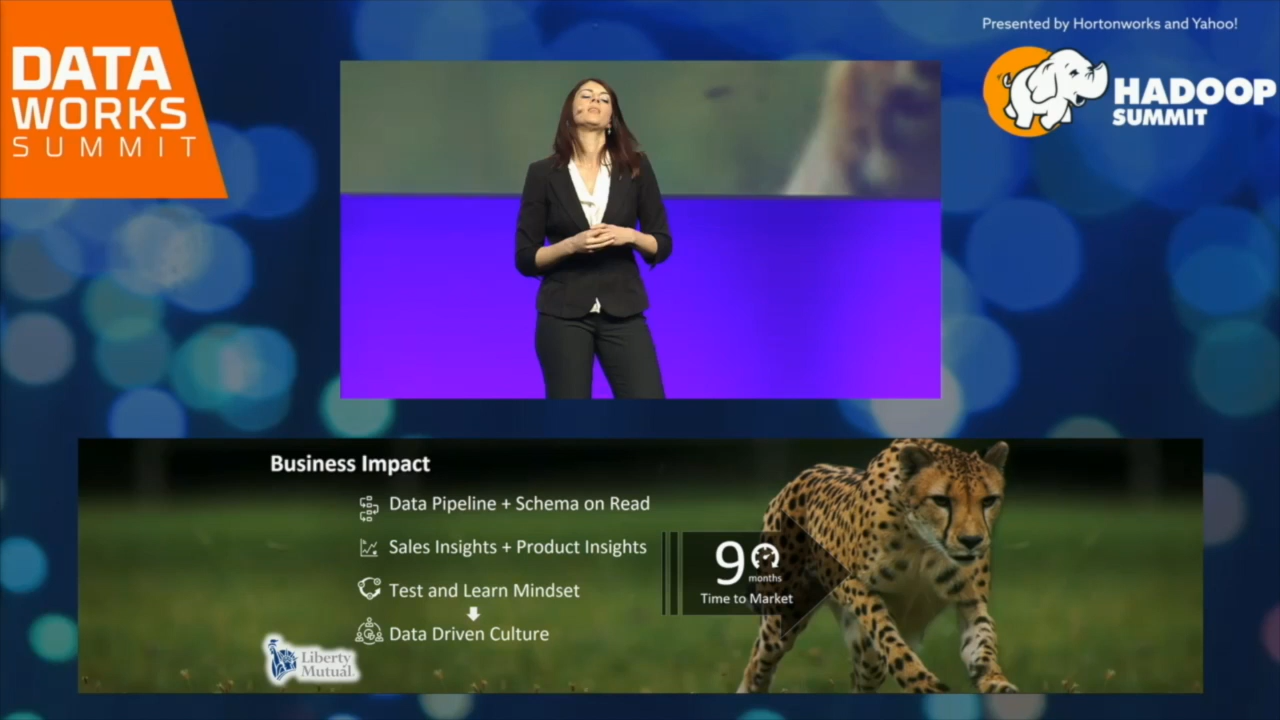 DATA
WORKS
SUMMIT
Presented by Hortonworks and Yahoo!
HADOOP
SUMMIT
Business Impact
Data Pipeline + Schema on Read
Sales Insights + Product Insights
Test and Learn Mindset
Data Driven Culture
9
months
Time to Market
Liberty
Mutual